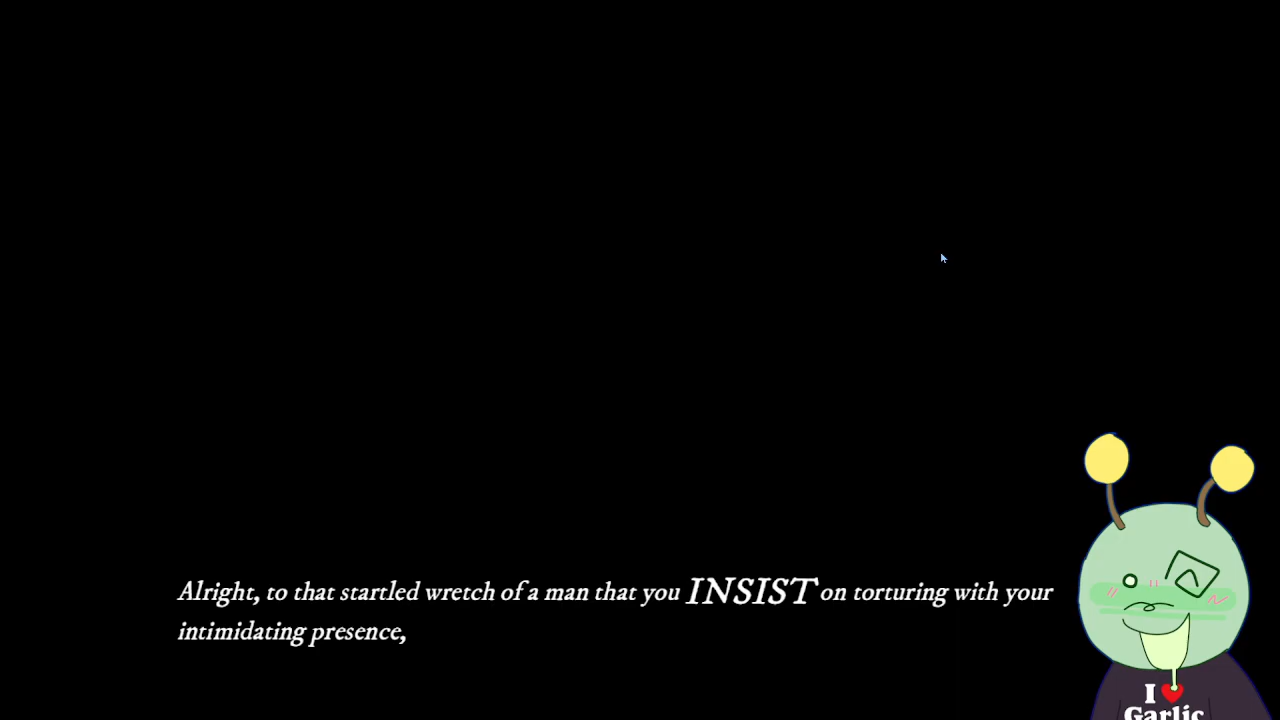 Alright, to that startled wretch of a man that you INSIST on torturing with your
intimidating presence,
I
Garlic